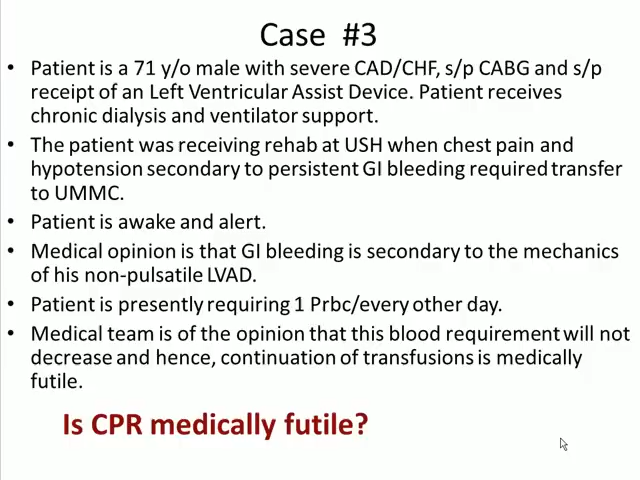 Case #3
• Patient is a 71 y/o male with severe CAD/CHF, s/p CABG and s/p
receipt of an Left Ventricular Assist Device. Patient receives
chronic dialysis and ventilator support.
• The patient was receiving rehab at USH when chest pain and
hypotension secondary to persistent GI bleeding required transfer
to UMMC.
• Patient is awake and alert.
• Medical opinion is that GI bleeding is secondary to the mechanics
of his non-pulsatile LVAD.
• Patient is presently requiring 1 Prbc/every other day.
• Medical team is of the opinion that this blood requirement will not
decrease and hence, continuation of transfusions is medically
futile.
Is CPR medically futile?